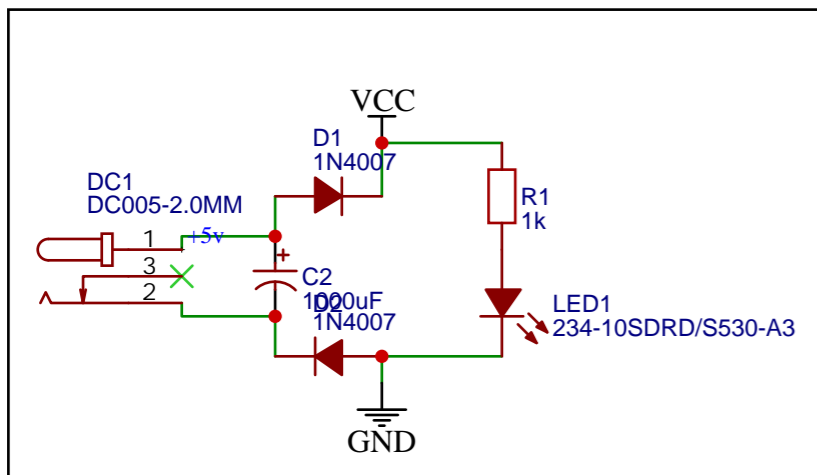 VCC
D1
1N4007
DC1
DC005-2.0MM
1
+5v
3
2
C2
1000uF
D2
1N4007
R1
1k
LED1
234-10SDRD/S530-A3
GND